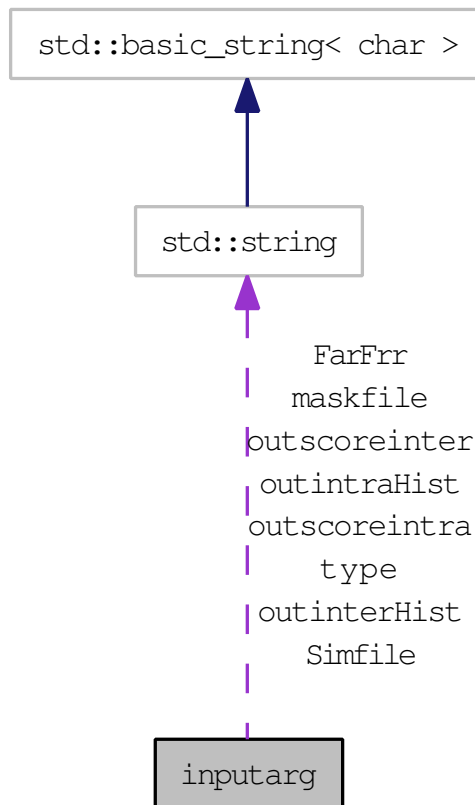 std::basic_string< char >
std::string
FarFrr
maskfile
outscoreinter
outintraHist
outscoreintra
type
outinterHist
Simfile
inputarg